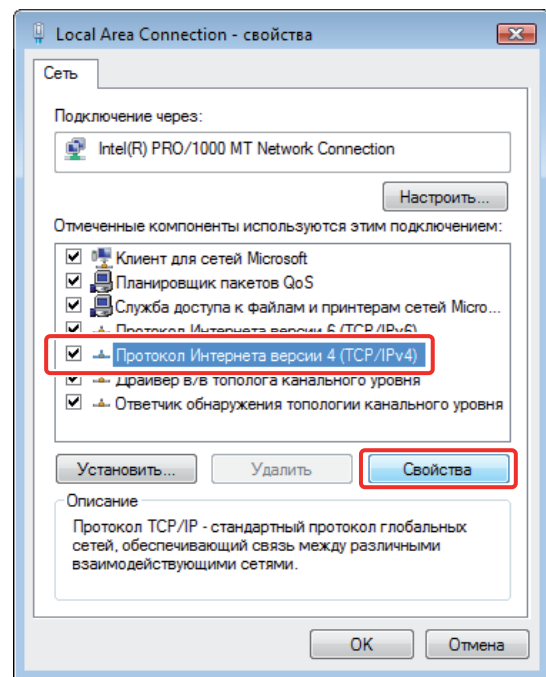 Local Area Connection - свойства
Сеть
Подключение через:
Intel(R) PRO/1000 MT Network Connection
Настроить...
Отмеченные компоненты используются этим подключением:
Клиент для сетей Microsoft
Планировщик пакетов QoS
Служба доступа к файлам и принтерам сетей Micro...
Протокол Интернета версии 6 (TCP/IPv6)
Протокол Интернета версии 4 (TCP/IPv4)
Драйвер в/в тополога канального уровня
Ответчик обнаружения топологии канального уровня
Установить...
Удалить
Свойства
Описание
Протокол TCP/IP - стандартный протокол глобальных
сетей, обеспечивающий связь между различными
взаимодействующими сетями.
OK
Отмена